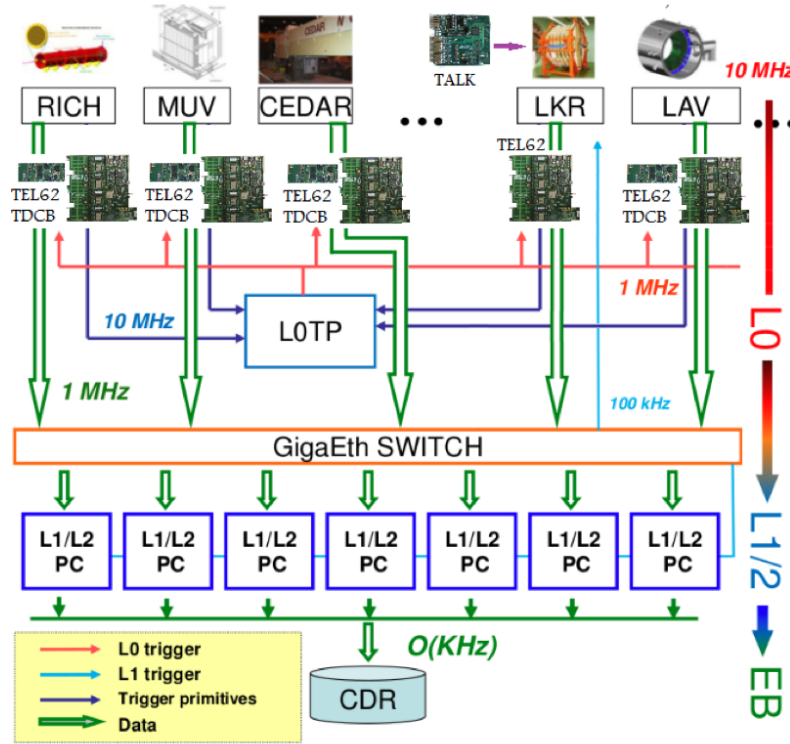 TALK
RICH
MUV
CEDAR
...
LKR
LAV
10 MHz
...
TEL62
TDCB
TEL62
TDCB
TEL62
TDCB
TEL62
TEL62
TDCB
1 MHz
10 MHz
L0TP
L0
1 MHz
100 kHz
GigaEth SWITCH
L1/L2
PC
L1/L2
PC
L1/L2
PC
L1/L2
PC
L1/L2
PC
L1/L2
PC
L1/L2
PC
L1/2
O(KHz)
CDR
EB
L0 trigger
L1 trigger
Trigger primitives
Data